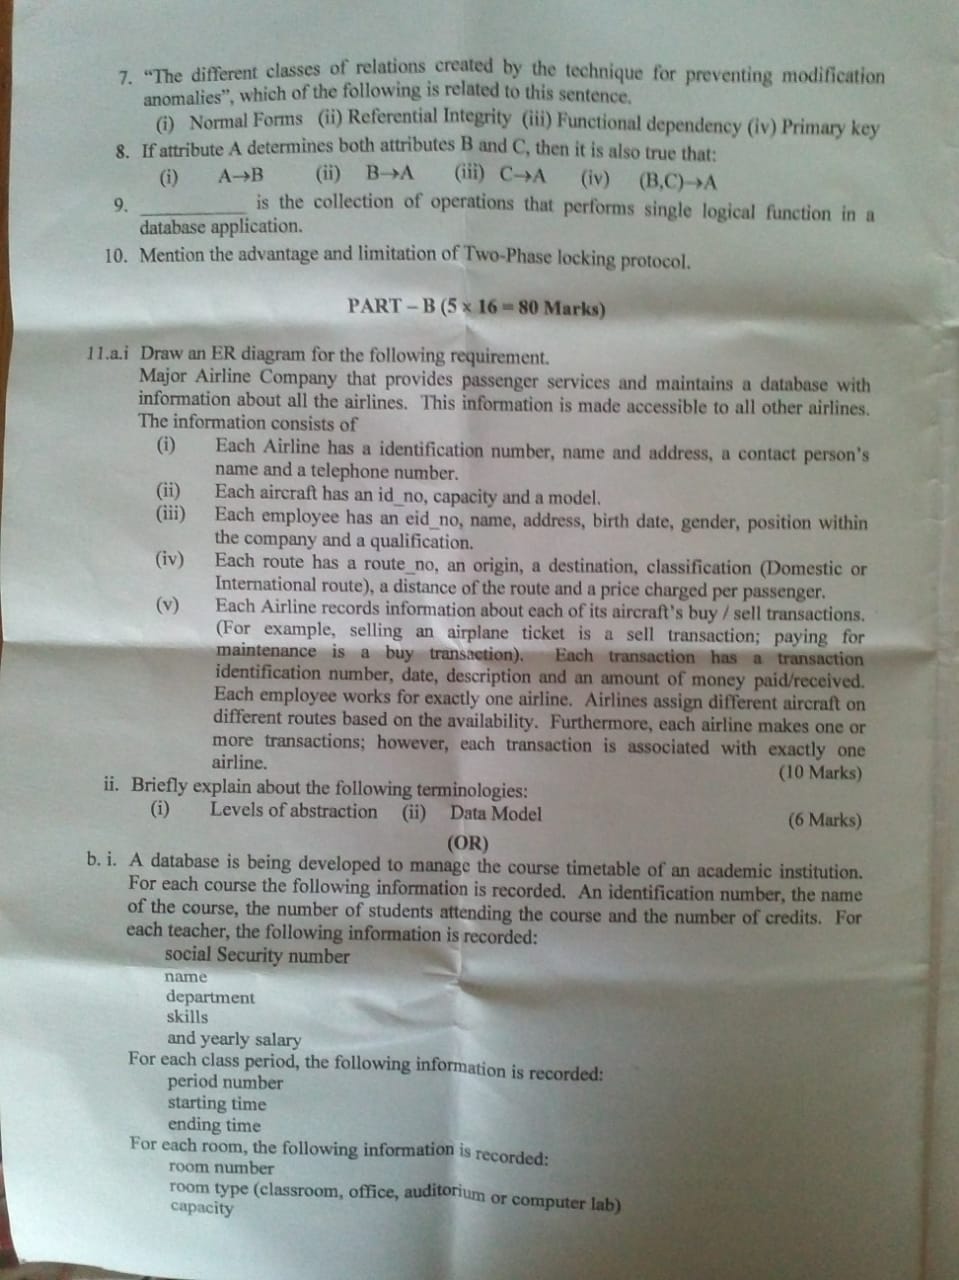 7. “The different classes of relations created by the technique for preventing modification
anomalies”, which of the following is related to this sentence.
(i) Normal Forms (ii) Referential Integrity (iii) Functional dependency (iv) Primary key
8. If attribute A determines both attributes B and C, then it is also true that:
(i) A→B (ii) B→A (iii) C→A (iv) (B,C)→A
9. __________ is the collection of operations that performs single logical function in a
database application.
10. Mention the advantage and limitation of Two-Phase locking protocol.
PART – B (5 x 16 = 80 Marks)
11.a.i Draw an ER diagram for the following requirement.
Major Airline Company that provides passenger services and maintains a database with
information about all the airlines. This information is made accessible to all other airlines.
The information consists of
(i) Each Airline has a identification number, name and address, a contact person’s
name and a telephone number.
(ii) Each aircraft has an id_no, capacity and a model.
(iii) Each employee has an eid_no, name, address, birth date, gender, position within
the company and a qualification.
(iv) Each route has a route_no, an origin, a destination, classification (Domestic or
International route), a distance of the route and a price charged per passenger.
(v) Each Airline records information about each of its aircraft’s buy / sell transactions.
(For example, selling an airplane ticket is a sell transaction; paying for
maintenance is a buy transaction). Each transaction has a transaction
identification number, date, description and an amount of money paid/received.
Each employee works for exactly one airline. Airlines assign different aircraft on
different routes based on the availability. Furthermore, each airline makes one or
more transactions; however, each transaction is associated with exactly one
airline. (10 Marks)
ii. Briefly explain about the following terminologies:
(i) Levels of abstraction (ii) Data Model (6 Marks)
(OR)
b. i. A database is being developed to manage the course timetable of an academic institution.
For each course the following information is recorded. An identification number, the name
of the course, the number of students attending the course and the number of credits. For
each teacher, the following information is recorded:
social Security number
name
department
skills
and yearly salary
For each class period, the following information is recorded:
period number
starting time
ending time
For each room, the following information is recorded:
room number
room type (classroom, office, auditorium or computer lab)
capacity